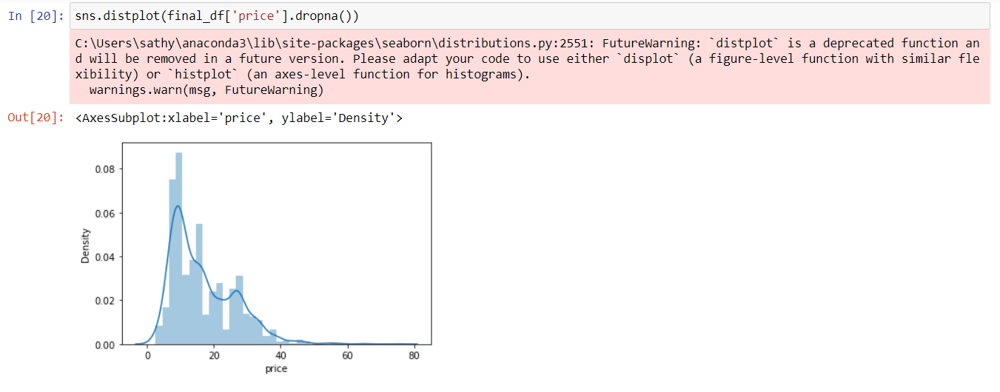 In [20]: sns.distplot(final_df['price'].dropna())
C:\Users\sathy\anaconda3\lib\site-packages\seaborn\distributions.py:2551: FutureWarning: `distplot` is a deprecated function an
d will be removed in a future version. Please adapt your code to use either `displot` (a figure-level function with similar fle
xibility) or `histplot` (an axes-level function for histograms).
  warnings.warn(msg, FutureWarning)
Out[20]: <AxesSubplot:xlabel='price', ylabel='Density'>
0.08
0.06
Density
0.04
0.02
0.00
0 20 40 60 80
price